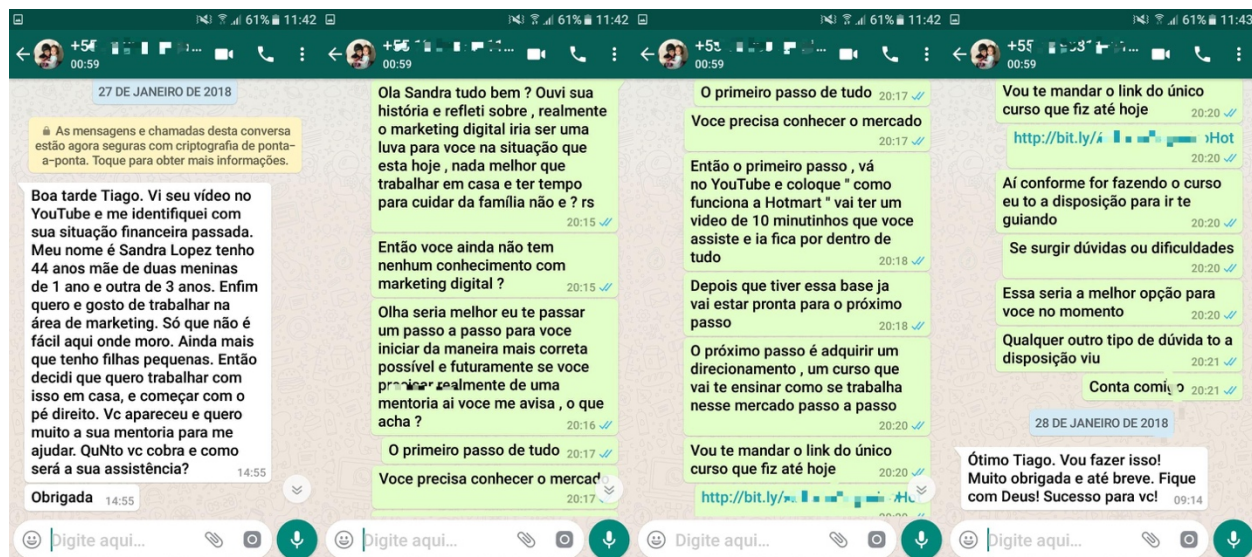 61% 11:42
+55
00:59
27 DE JANEIRO DE 2018
As mensagens e chamadas desta conversa
estão agora seguras com criptografia de ponta-
a-ponta. Toque para obter mais informações.
Boa tarde Tiago. Vi seu vídeo no
YouTube e me identifiquei com
sua situação financeira passada.
Meu nome é Sandra Lopez tenho
44 anos mãe de duas meninas
de 1 ano e outra de 3 anos. Enfim
quero e gosto de trabalhar na
área de marketing. Só que não é
fácil aqui onde moro. Ainda mais
que tenho filhas pequenas. Então
decidi que quero trabalhar com
isso em casa, e começar com o
pé direito. Vc apareceu e quero
muito a sua mentoria para me
ajudar. QuNto vc cobra e como
será a sua assistência?
14:55
Obrigada 14:55
Digite aqui...
61% 11:42
+55
00:59
Ola Sandra tudo bem ? Ouvi sua
história e refleti sobre , realmente
o marketing digital iria ser uma
luva para voce na situação que
esta hoje , nada melhor que
trabalhar em casa e ter tempo
para cuidar da família não e ? rs
20:15
Então voce ainda não tem
nenhum conhecimento com
marketing digital ? 20:15
Olha seria melhor eu te passar
um passo a passo para voce
iniciar da maneira mais correta
possível e futuramente se voce
precisar realmente de uma
mentoria ai voce me avisa , o que
acha ? 20:16
O primeiro passo de tudo 20:17
Voce precisa conhecer o mercado
20:17
Digite aqui...
61% 11:42
+55
00:59
O primeiro passo de tudo 20:17
Voce precisa conhecer o mercado
20:17
Então o primeiro passo , vá
no YouTube e coloque " como
funciona a Hotmart " vai ter um
video de 10 minutinhos que voce
assiste e ia fica por dentro de
tudo 20:18
Depois que tiver essa base ja
vai estar pronta para o próximo
passo 20:18
O próximo passo é adquirir um
direcionamento , um curso que
vai te ensinar como se trabalha
nesse mercado passo a passo
20:20
Vou te mandar o link do único
curso que fiz até hoje 20:20
http://bit.ly/
Digite aqui...
61% 11:43
+55
00:59
Vou te mandar o link do único
curso que fiz até hoje 20:20
http://bit.ly/ Hot
20:20
Aí conforme for fazendo o curso
eu to a disposição para ir te
guiando 20:20
Se surgir dúvidas ou dificuldades
20:20
Essa seria a melhor opção para
voce no momento 20:20
Qualquer outro tipo de dúvida to a
disposição viu 20:21
Conta comigo 20:21
28 DE JANEIRO DE 2018
Ótimo Tiago. Vou fazer isso!
Muito obrigada e até breve. Fique
com Deus! Sucesso para vc! 09:14
Digite aqui...